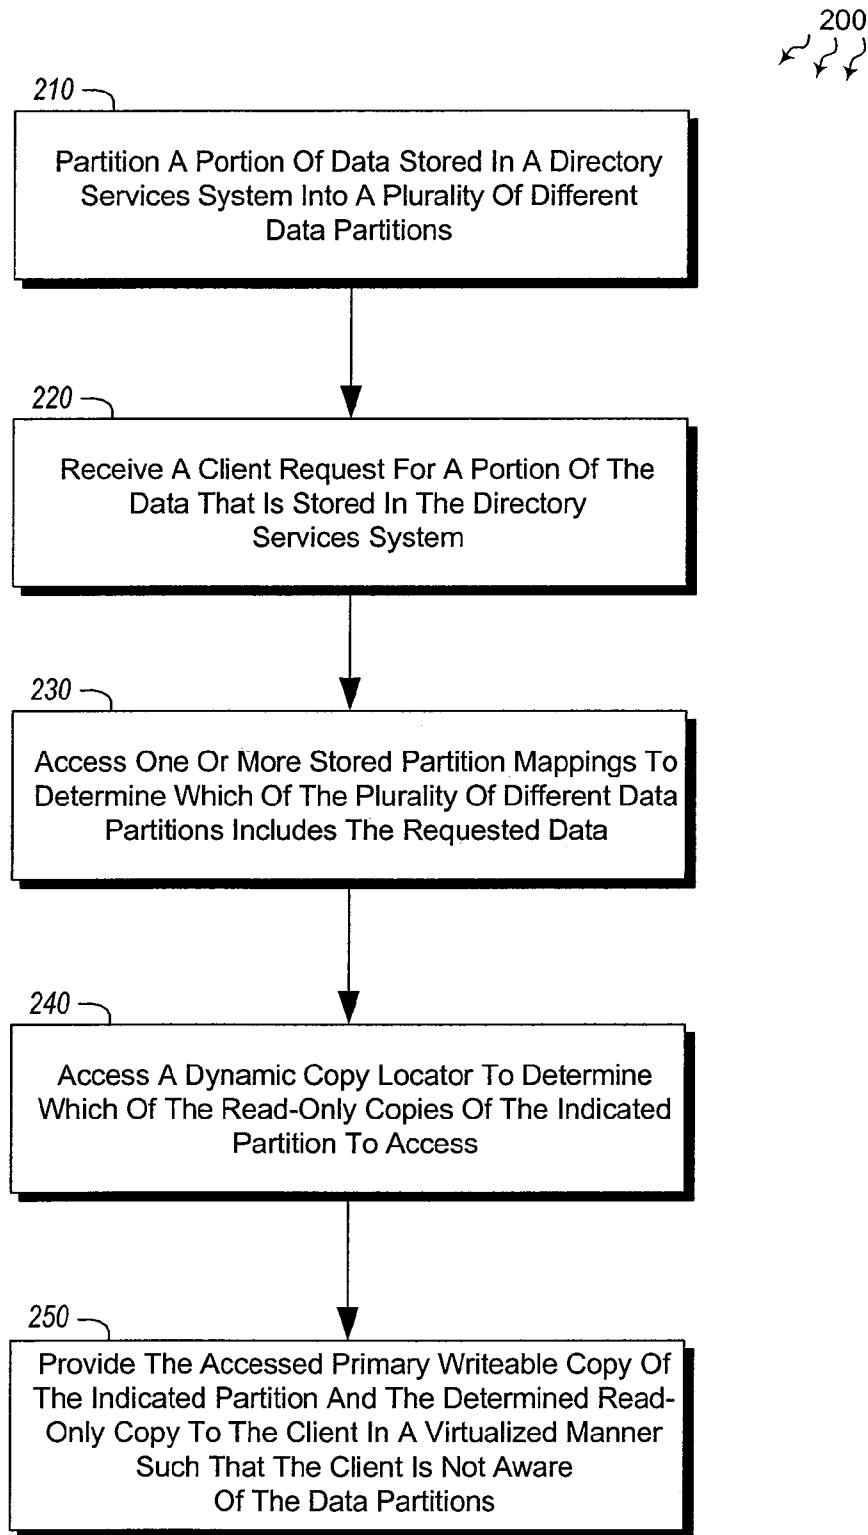 200
210
Partition A Portion Of Data Stored In A Directory
Services System Into A Plurality Of Different
Data Partitions
220
Receive A Client Request For A Portion Of The
Data That Is Stored In The Directory
Services System
230
Access One Or More Stored Partition Mappings To
Determine Which Of The Plurality Of Different Data
Partitions Includes The Requested Data
240
Access A Dynamic Copy Locator To Determine
Which Of The Read-Only Copies Of The Indicated
Partition To Access
250
Provide The Accessed Primary Writeable Copy Of
The Indicated Partition And The Determined Read-
Only Copy To The Client In A Virtualized Manner
Such That The Client Is Not Aware
Of The Data Partitions